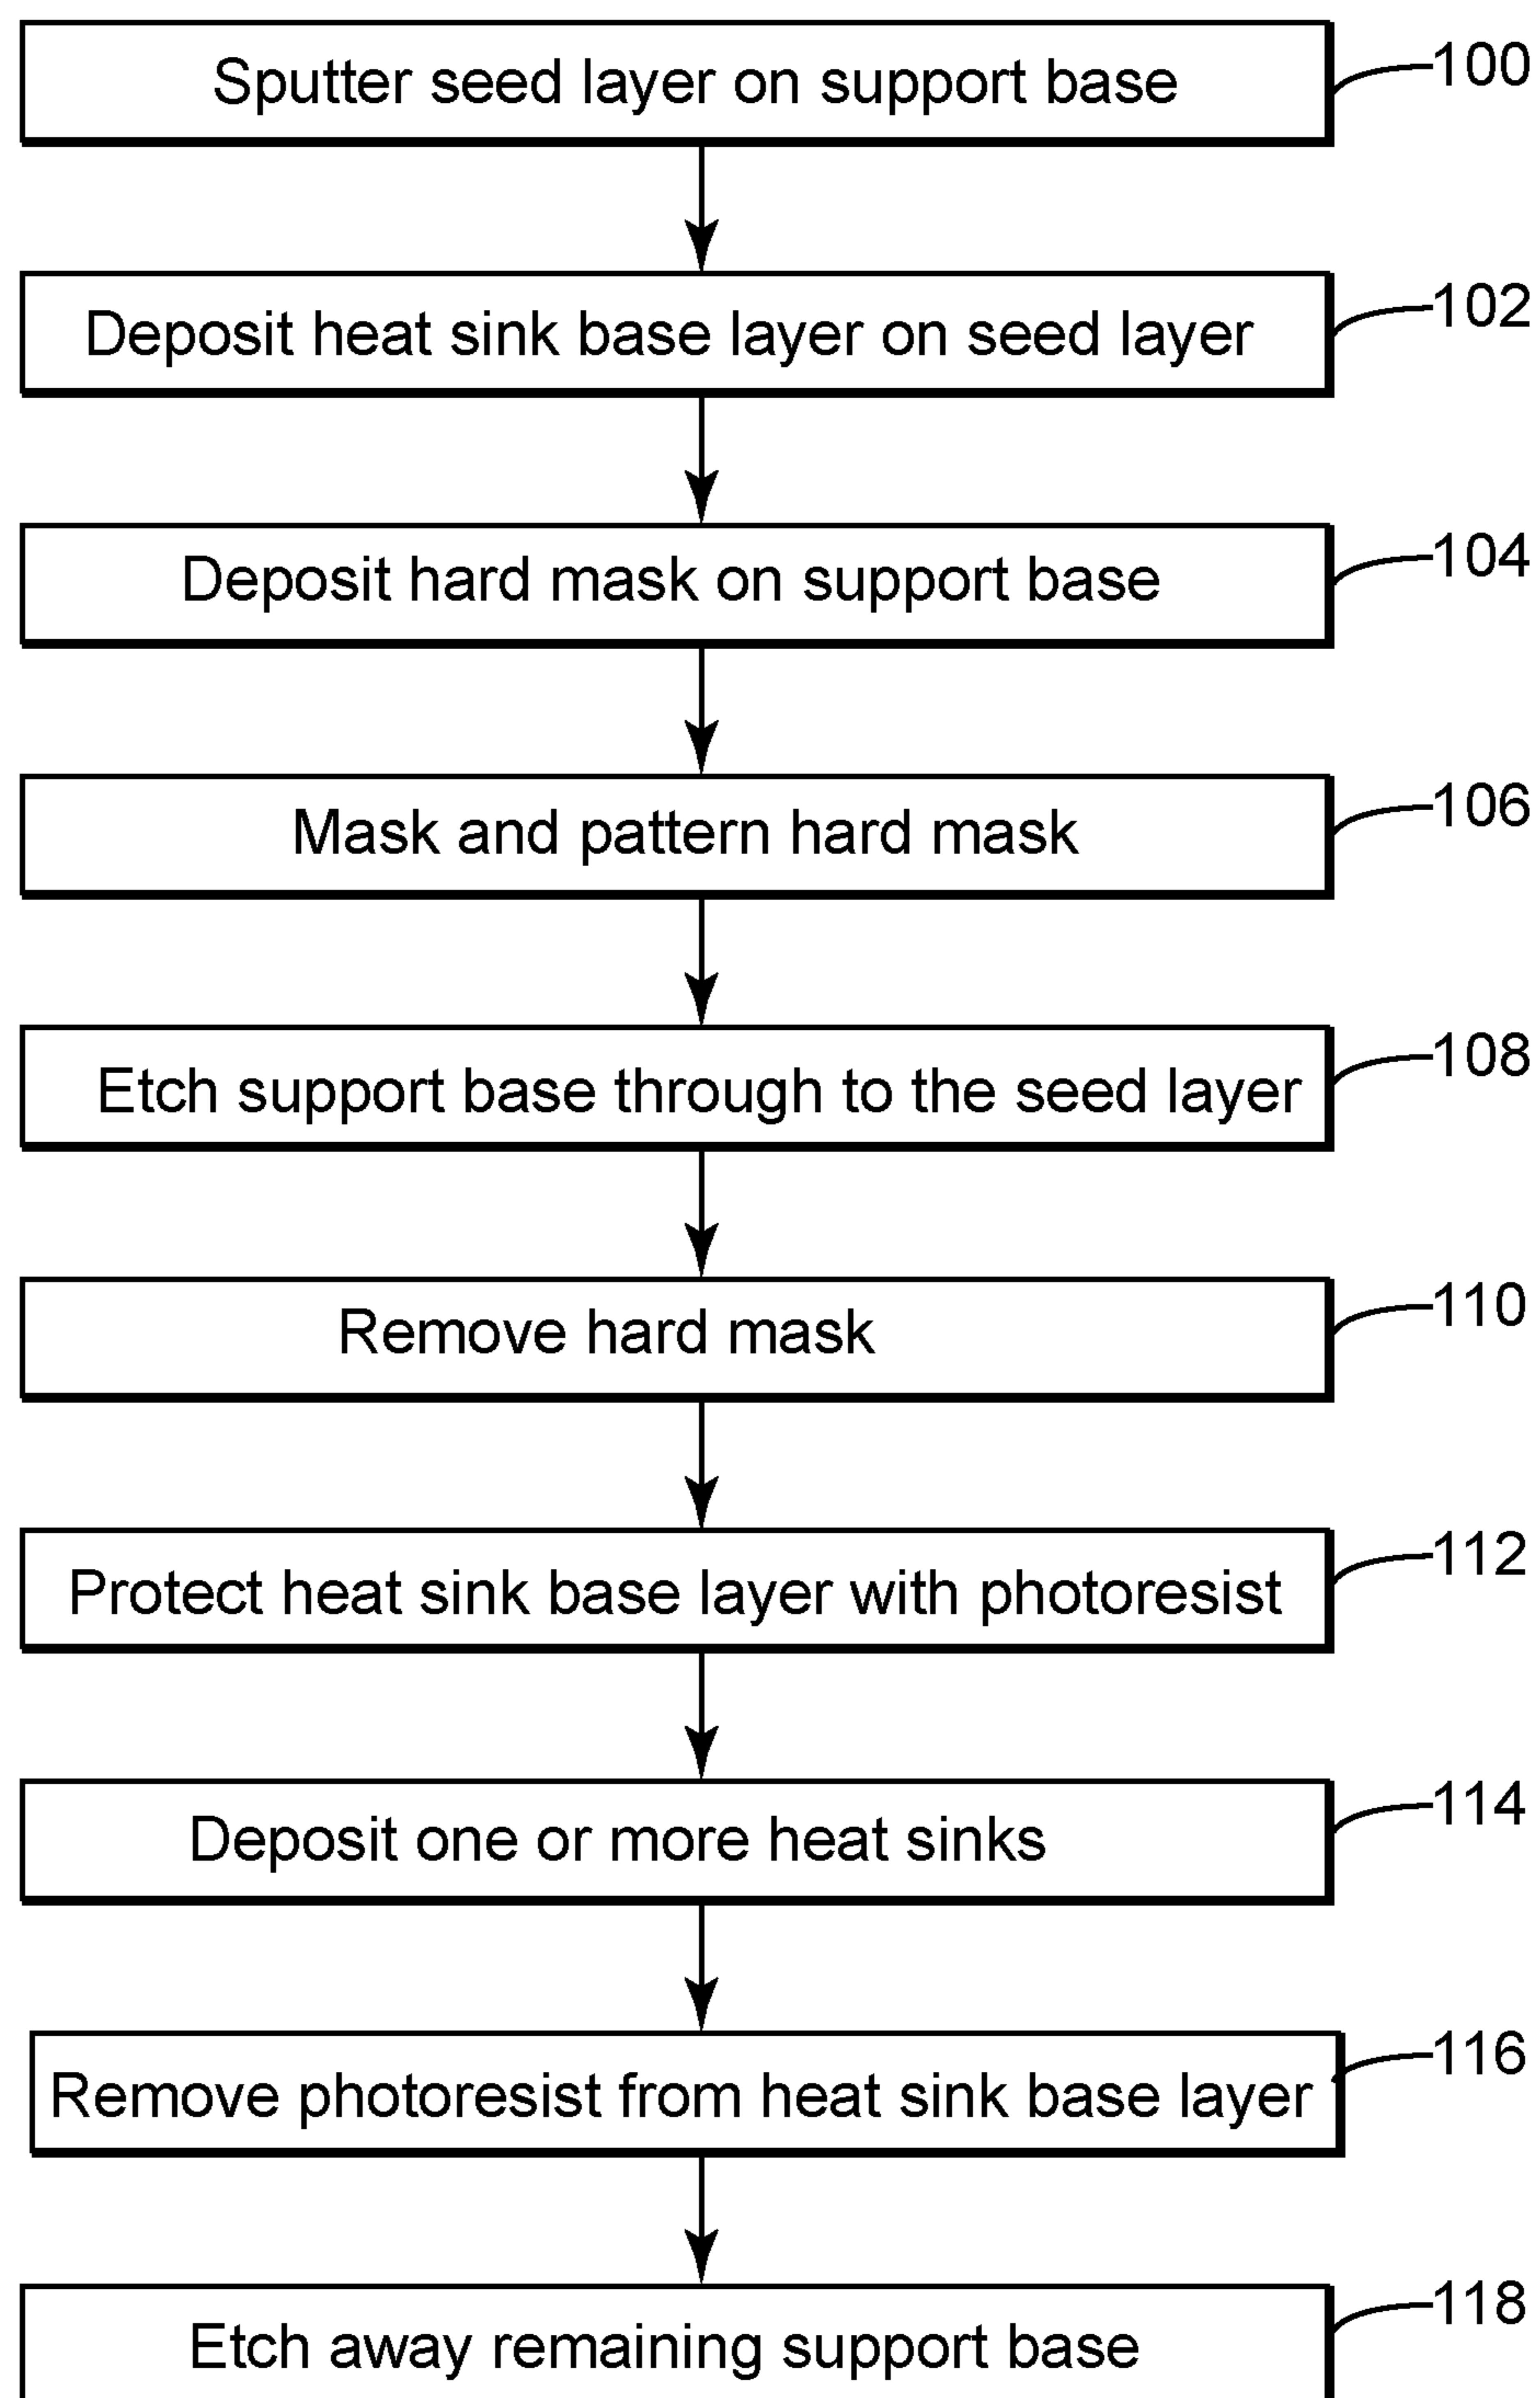 Sputter seed layer on support base 100
Deposit heat sink base layer on seed layer 102
Deposit hard mask on support base 104
Mask and pattern hard mask 106
Etch support base through to the seed layer 108
Remove hard mask 110
Protect heat sink base layer with photoresist 112
Deposit one or more heat sinks 114
Remove photoresist from heat sink base layer 116
Etch away remaining support base 118